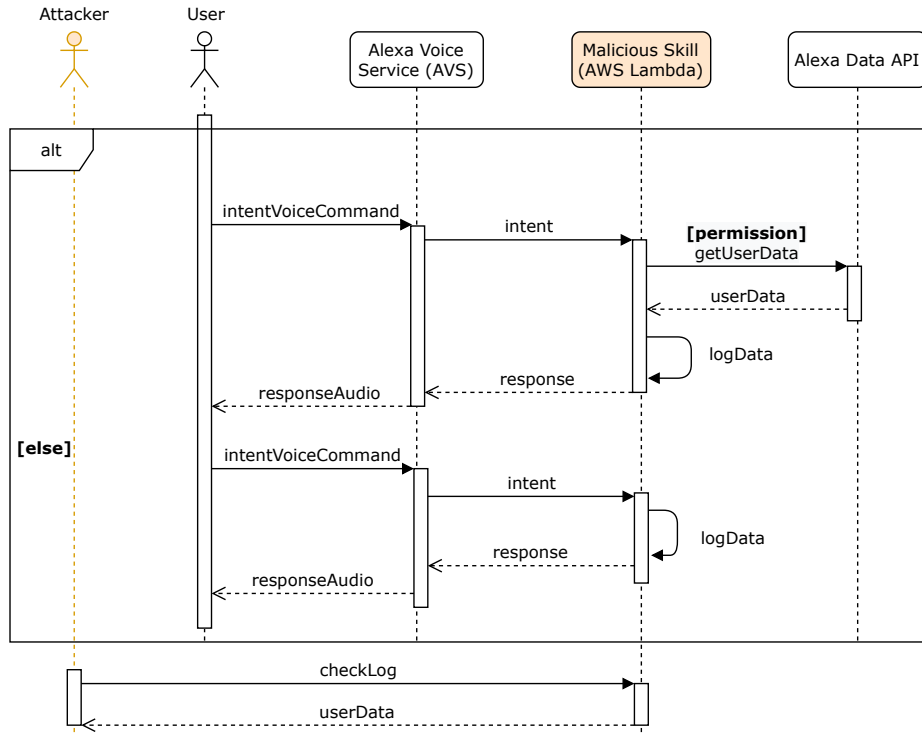 Attacker
User
Alexa Voice
Service (AVS)
Malicious Skill
(AWS Lambda)
Alexa Data API
alt
intentVoiceCommand
intent
[permission]
getUserData
userData
logData
response
responseAudio
[else]
intentVoiceCommand
intent
logData
response
responseAudio
checkLog
userData